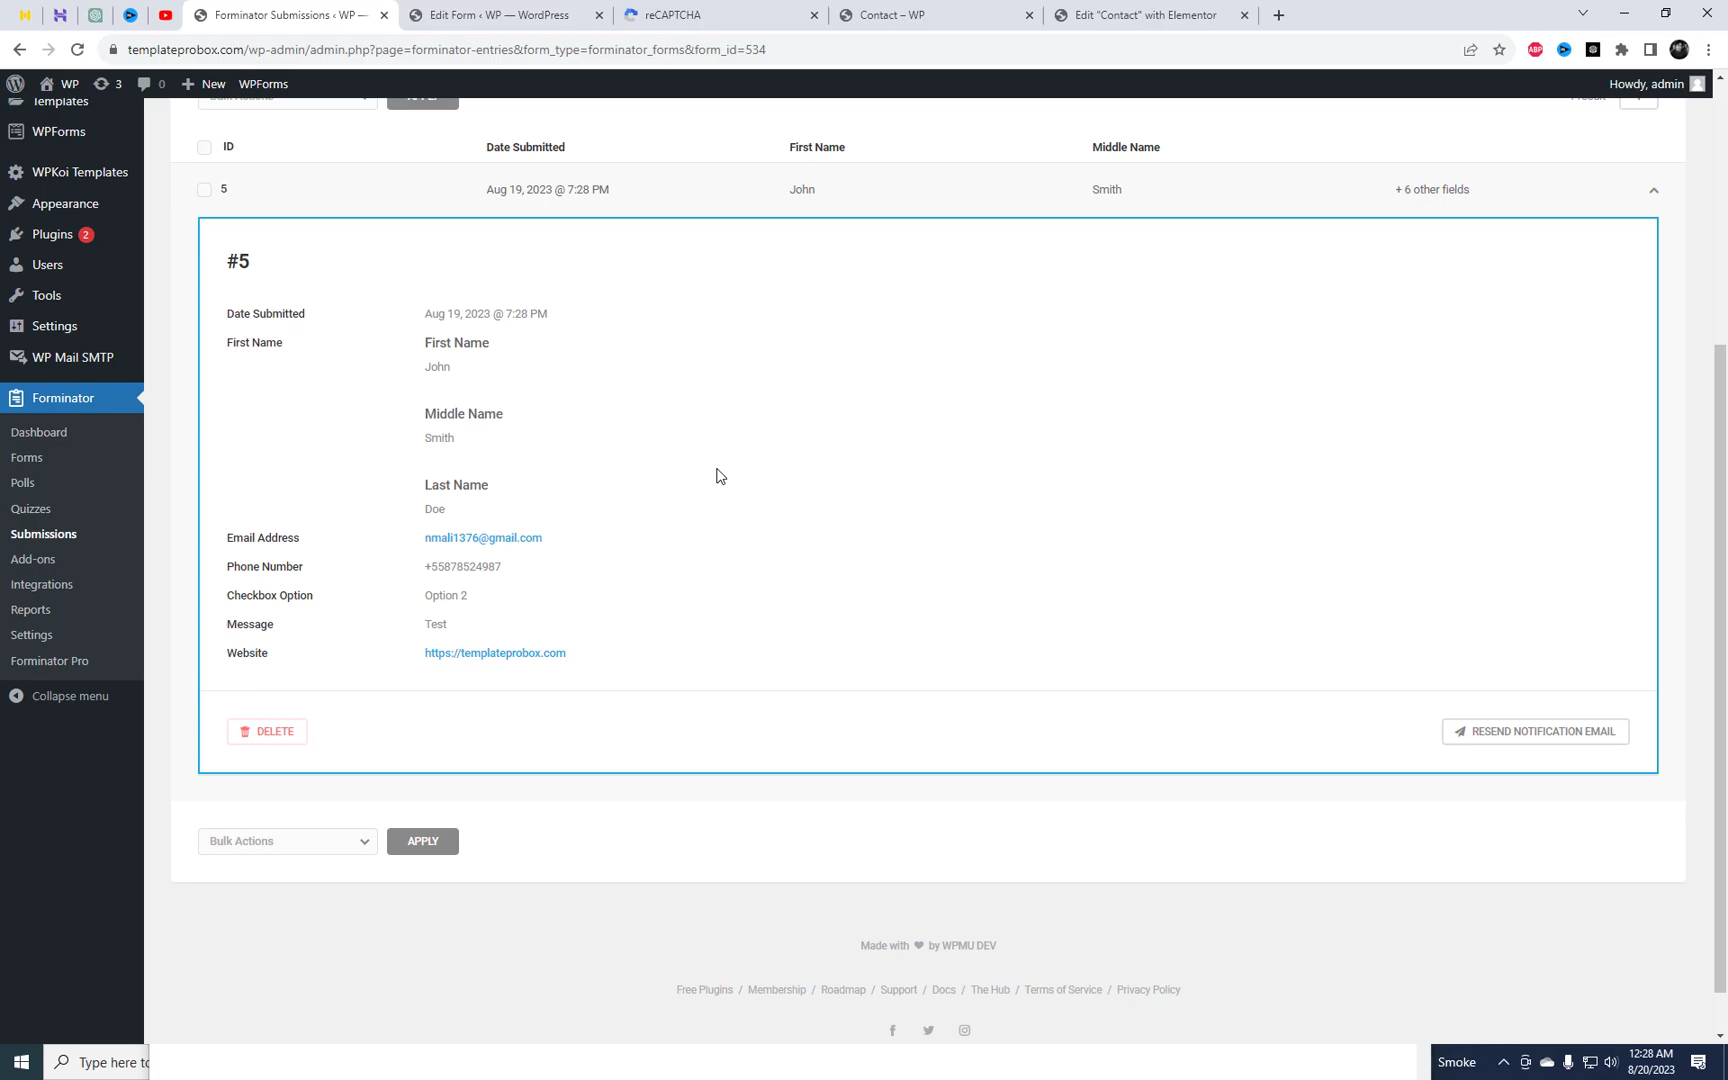 Forminator Submissions ‹ WP —
Edit Form ‹ WP — WordPress
reCAPTCHA
Contact – WP
Edit "Contact" with Elementor
templateprobox.com/wp-admin/admin.php?page=forminator-entries&form_type=forminator_forms&form_id=534
ABP
WP 3 0 New WPForms
Howdy, admin
Templates
WPForms
WPKoi Templates
Appearance
Plugins 2
Users
Tools
Settings
WP Mail SMTP
Forminator
Dashboard
Forms
Polls
Quizzes
Submissions
Add-ons
Integrations
Reports
Settings
Forminator Pro
Collapse menu
Bulk Actions APPLY
ID Date Submitted First Name Middle Name
5 Aug 19, 2023 @ 7:28 PM John Smith + 6 other fields
#5
Date Submitted Aug 19, 2023 @ 7:28 PM
First Name First Name
John
Middle Name
Smith
Last Name
Doe
Email Address nmali1376@gmail.com
Phone Number +55878524987
Checkbox Option Option 2
Message Test
Website https://templateprobox.com
DELETE
RESEND NOTIFICATION EMAIL
Bulk Actions APPLY
Made with ♥ by WPMU DEV
Free Plugins / Membership / Roadmap / Support / Docs / The Hub / Terms of Service / Privacy Policy
Type here to
Smoke
12:28 AM
8/20/2023